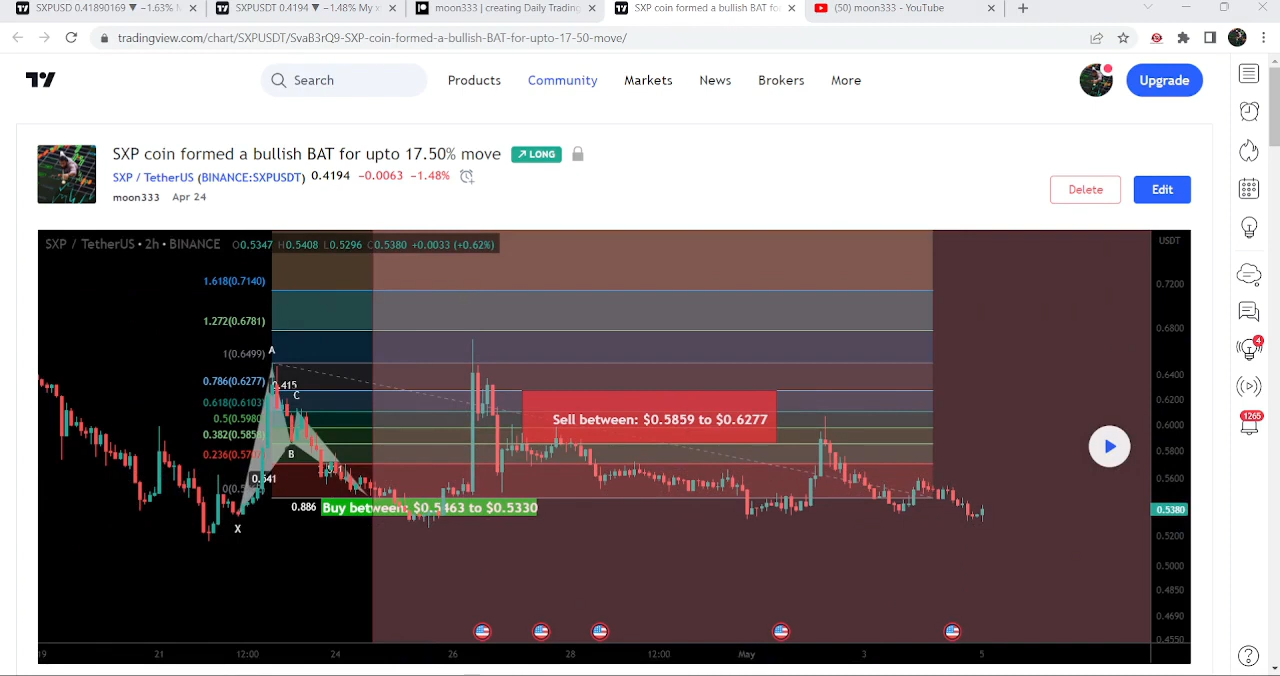 SXPUSD 0.41890169 ▼ −1.63%
SXPUSDT 0.4194 ▼ −1.48% My
moon333 | creating Daily Trading
SXP coin formed a bullish BAT fo
(50) moon333 - YouTube
tradingview.com/chart/SXPUSDT/SvaB3rQ9-SXP-coin-formed-a-bullish-BAT-for-upto-17-50-move/
Search
Products
Community
Markets
News
Brokers
More
Upgrade
SXP coin formed a bullish BAT for upto 17.50% move
LONG
SXP / TetherUS (BINANCE:SXPUSDT) 0.4194 −0.0063 −1.48%
moon333 Apr 24
Delete
Edit
SXP / TetherUS • 2h • BINANCE O0.5347 H0.5408 L0.5296 C0.5380 +0.0033 (+0.62%)
USDT
1.618(0.7140)
0.7200
1.272(0.6781)
0.6800
A
1(0.6499)
0.6400
0.786(0.6277)
0.415
C
0.6200
0.618(0.6103)
0.5(0.5980)
Sell between: $0.5859 to $0.6277
0.6000
0.382(0.5858)
0.236(0.57
B
0.5800
0.541
0.5600
0.886
Buy between: $0.5463 to $0.5330
0.5380
X
0.5200
0.5000
0.4850
0.4690
0.4550
19
21
12:00
24
26
28
12:00
May
3
5
4
1265